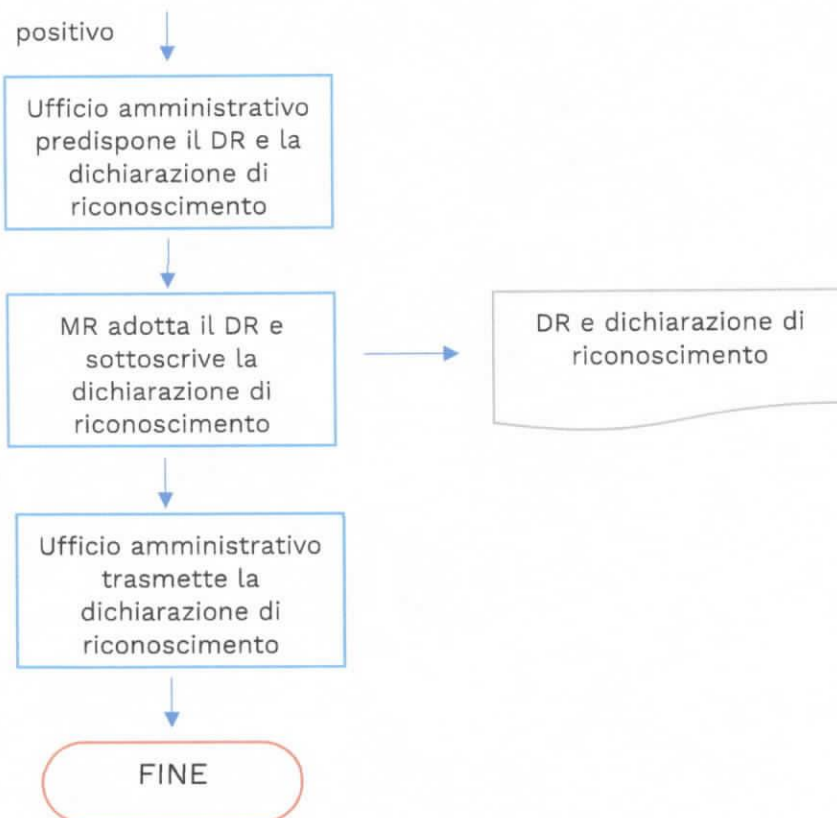 positivo
Ufficio amministrativo
predispone il DR e la
dichiarazione di
riconoscimento
MR adotta il DR e
sottoscrive la
dichiarazione di
riconoscimento
DR e dichiarazione di
riconoscimento
Ufficio amministrativo
trasmette la
dichiarazione di
riconoscimento
FINE